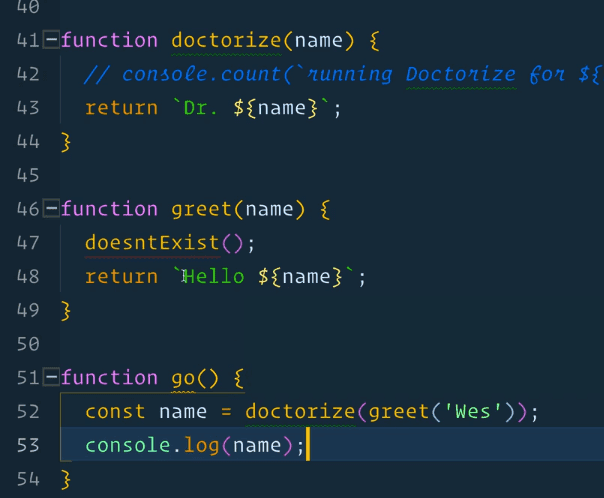 40
41 function doctorize(name) {
42 // console.count(`running Doctorize for ${
43 return `Dr. ${name}`;
44 }
45
46 function greet(name) {
47 doesntExist();
48 return `Hello ${name}`;
49 }
50
51 function go() {
52 const name = doctorize(greet('Wes'));
53 console.log(name);
54 }